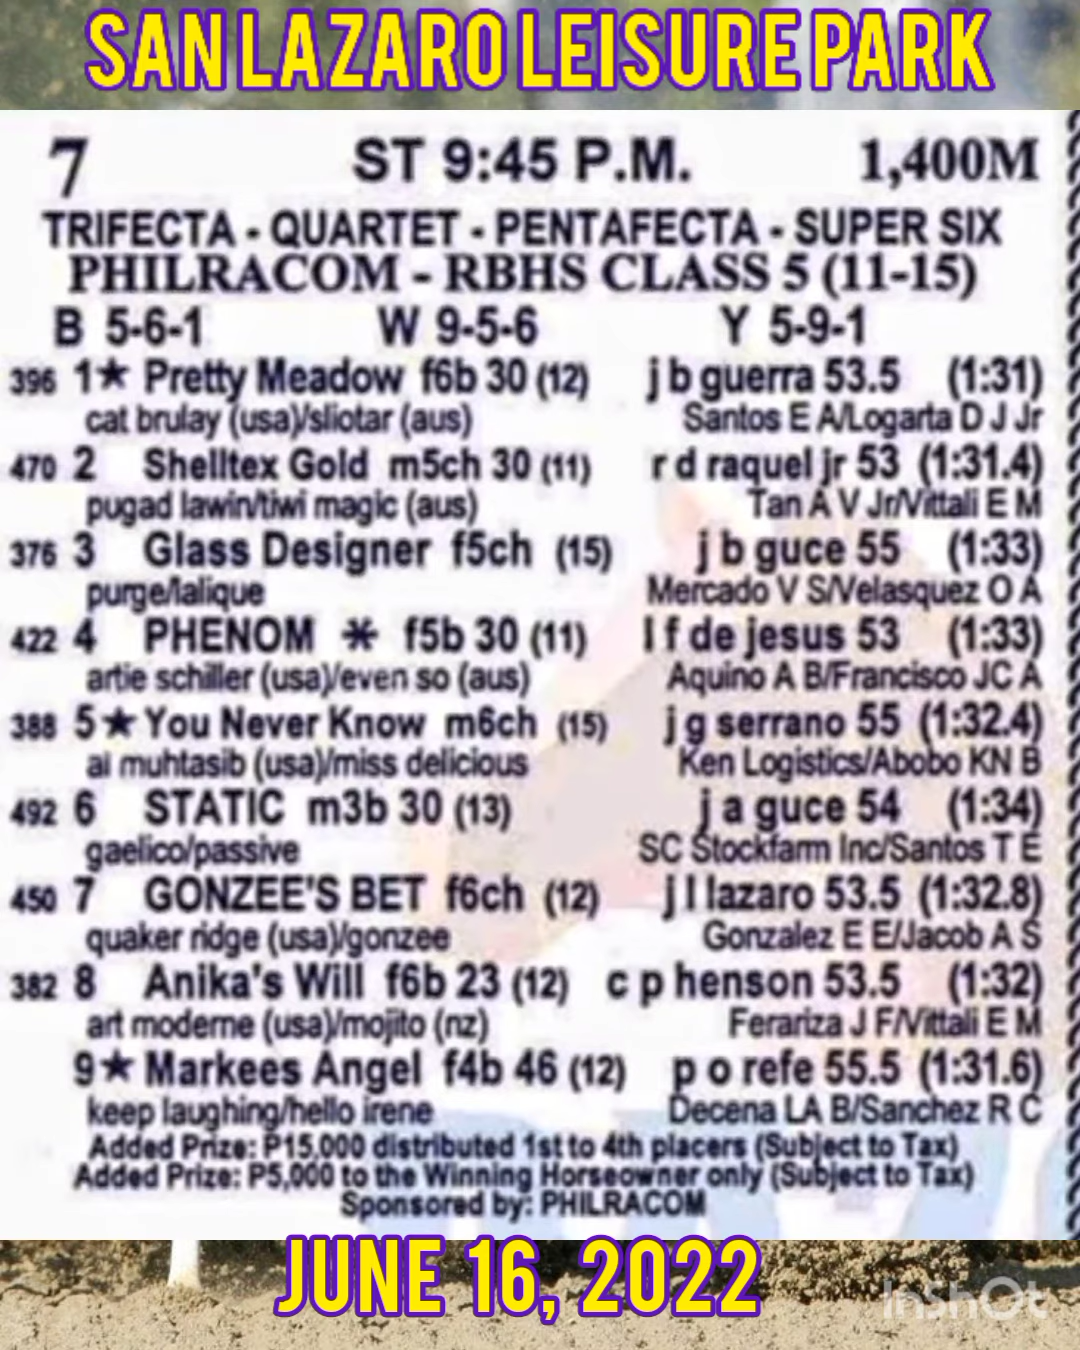 SAN LAZARO LEISURE PARK
7 ST 9:45 P.M. 1,400M
TRIFECTA - QUARTET - PENTAFECTA - SUPER SIX
PHILRACOM - RBHS CLASS 5 (11-15)
B 5-6-1 W 9-5-6 Y 5-9-1
396 1★ Pretty Meadow f6b 30 (12) j b guerra 53.5 (1:31)
cat brulay (usa)/sliotar (aus) Santos E A/Logarta D J Jr
470 2 Shelltex Gold m5ch 30 (11) r d raquel jr 53 (1:31.4)
pugad lawin/tiwi magic (aus) Tan A V Jr/Vittali E M
376 3 Glass Designer f5ch (15) j b guce 55 (1:33)
purge/lalique Mercado V S/Velasquez O A
422 4 PHENOM * f5b 30 (11) l f de jesus 53 (1:33)
artie schiller (usa)/even so (aus) Aquino A B/Francisco JC A
388 5★ You Never Know m6ch (15) j g serrano 55 (1:32.4)
al muhtasib (usa)/miss delicious Ken Logistics/Abobo KN B
492 6 STATIC m3b 30 (13) j a guce 54 (1:34)
gaelico/passive SC Stockfarm Inc/Santos T E
450 7 GONZEE'S BET f6ch (12) j l lazaro 53.5 (1:32.8)
quaker ridge (usa)/gonzee Gonzalez E E/Jacob A S
382 8 Anika's Will f6b 23 (12) c p henson 53.5 (1:32)
art moderne (usa)/mojito (nz) Ferariza J F/Vittali E M
9★ Markees Angel f4b 46 (12) p o refe 55.5 (1:31.6)
keep laughing/hello irene Decena LA B/Sanchez R C
Added Prize: P15,000 distributed 1st to 4th placers (Subject to Tax)
Added Prize: P5,000 to the Winning Horseowner only (Subject to Tax)
Sponsored by: PHILRACOM
JUNE 16, 2022
InShOt